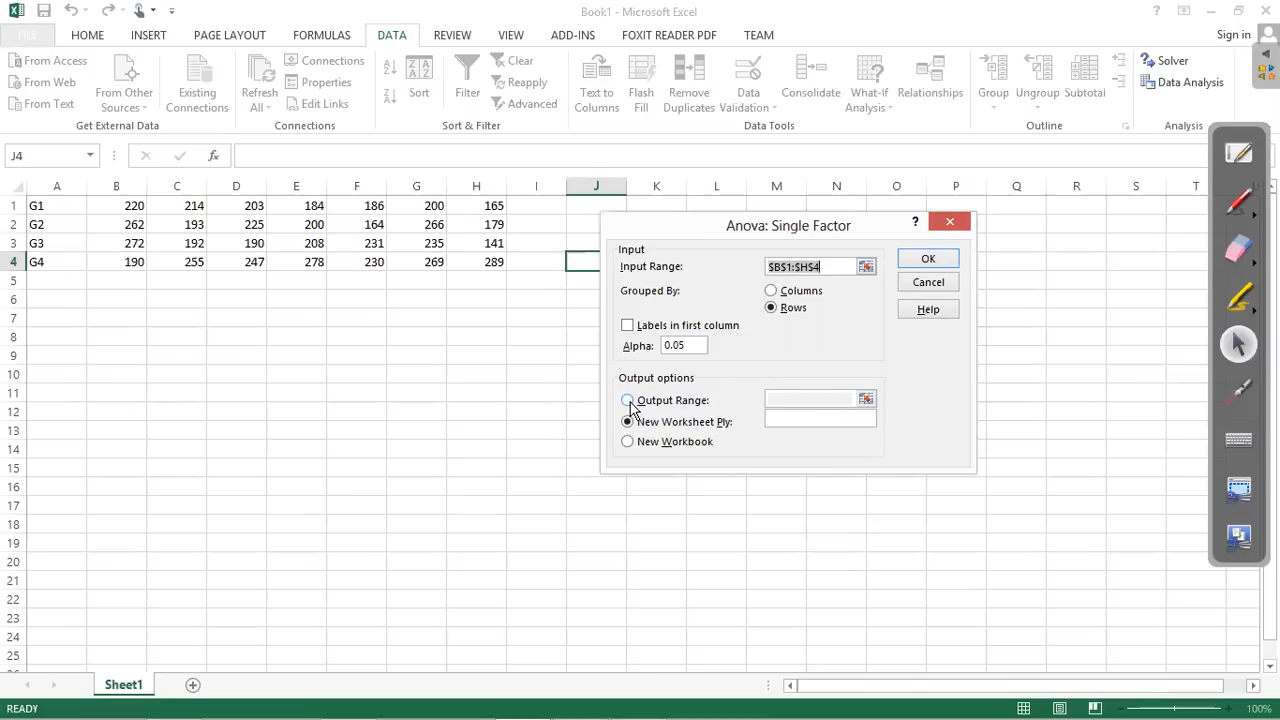 Book1 - Microsoft Excel
?
FILE HOME INSERT PAGE LAYOUT FORMULAS DATA REVIEW VIEW ADD-INS FOXIT READER PDF TEAM Sign in
From Access
From Web
From Text
From Other Sources
Existing Connections
Get External Data
Refresh All
Connections
Properties
Edit Links
Connections
Sort
Filter
Clear
Reapply
Advanced
Sort & Filter
Text to Columns
Flash Fill
Remove Duplicates
Data Validation
Consolidate
What-If Analysis
Relationships
Data Tools
Group
Ungroup
Subtotal
Outline
Solver
Data Analysis
Analysis
J4 fx
A B C D E F G H I J K L M N O P Q R S T
1 G1 220 214 203 184 186 200 165
2 G2 262 193 225 200 164 266 179
3 G3 272 192 190 208 231 235 141
4 G4 190 255 247 278 230 269 289
5
6
7
8
9
10
11
12
13
14
15
16
17
18
19
20
21
22
23
24
25
Anova: Single Factor ?
Input
Input Range: $B$1:$H$4
Grouped By: Columns
Rows
Labels in first column
Alpha: 0.05
Output options
Output Range:
New Worksheet Ply:
New Workbook
OK
Cancel
Help
Sheet1
READY 100%